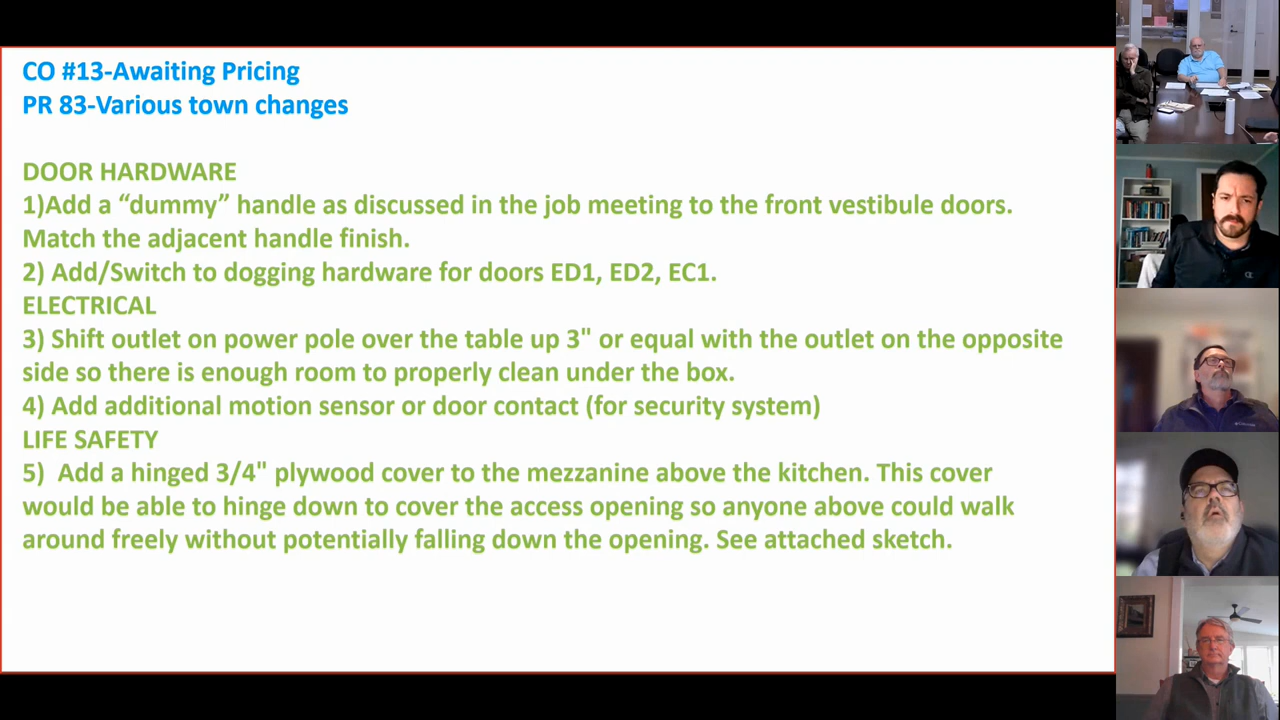 CO #13-Awaiting Pricing
PR 83-Various town changes
DOOR HARDWARE
1)Add a “dummy” handle as discussed in the job meeting to the front vestibule doors.
Match the adjacent handle finish.
2) Add/Switch to dogging hardware for doors ED1, ED2, EC1.
ELECTRICAL
3) Shift outlet on power pole over the table up 3" or equal with the outlet on the opposite
side so there is enough room to properly clean under the box.
4) Add additional motion sensor or door contact (for security system)
LIFE SAFETY
5)  Add a hinged 3/4" plywood cover to the mezzanine above the kitchen. This cover
would be able to hinge down to cover the access opening so anyone above could walk
around freely without potentially falling down the opening. See attached sketch.